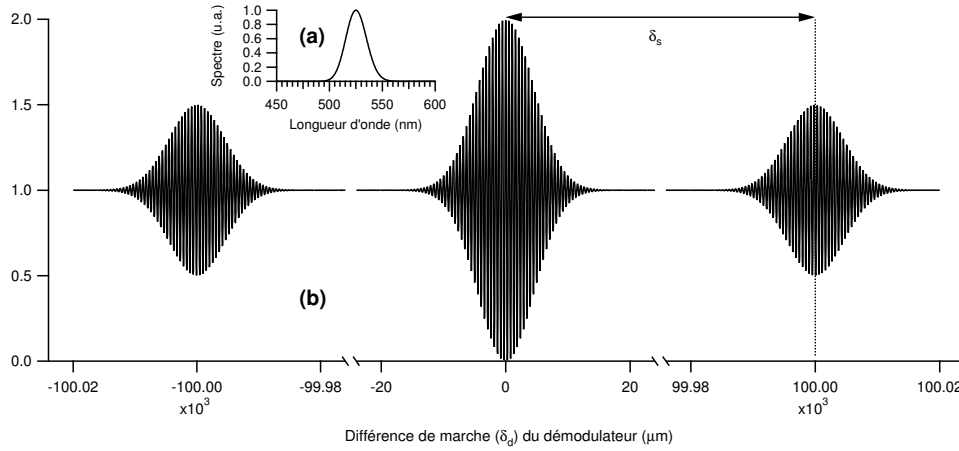 2.0
1.5
1.0
0.5
0.0
Spectre (u.a.)
1.0
0.8
0.6
0.4
0.2
0.0
(a)
450 500 550 600
Longueur d'onde (nm)
δs
(b)
-100.02 -100.00 -99.98 -20 0 20 99.98 100.00 100.02
x10³ x10³
Différence de marche (δd) du démodulateur (µm)